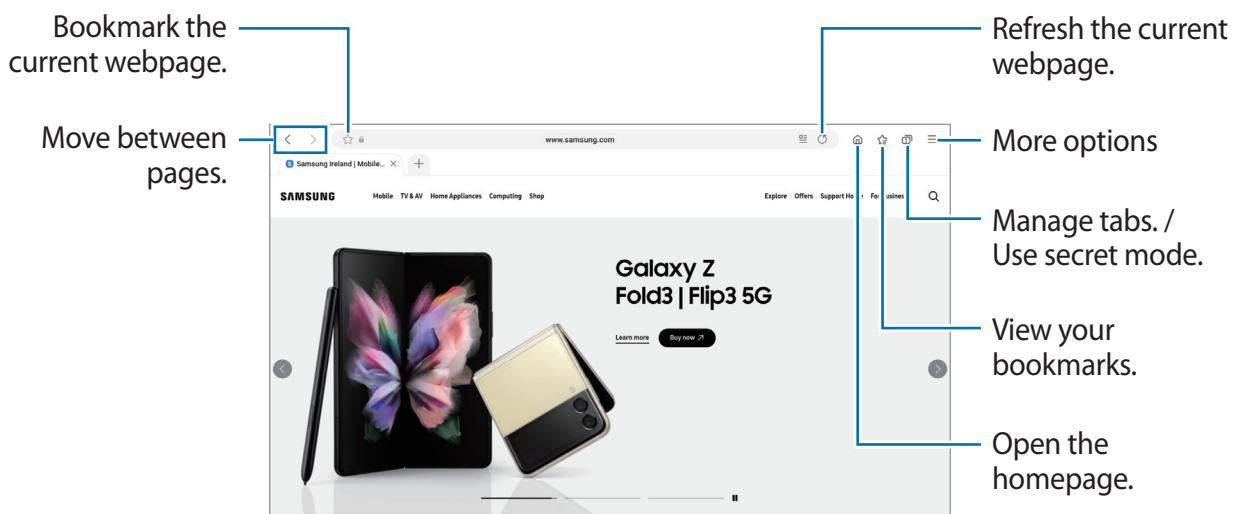 Bookmark the
current webpage.
Refresh the current
webpage.
Move between
pages.
More options
www.samsung.com
Samsung Ireland | Mobile...
SAMSUNG
Mobile TV & AV Home Appliances Computing Shop
Explore Offers Support
Manage tabs. /
Use secret mode.
Galaxy Z
Fold3 | Flip3 5G
Learn more
Buy now
View your
bookmarks.
Open the
homepage.